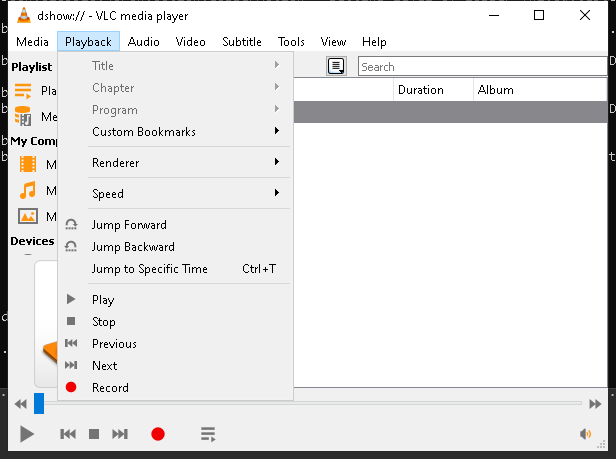 dshow:// - VLC media player
Media Playback Audio Video Subtitle Tools View Help
Playlist
Search
Duration Album
My Comp
Devices
Title
Chapter
Program
Custom Bookmarks
Renderer
Speed
Jump Forward
Jump Backward
Jump to Specific Time Ctrl+T
Play
Stop
Previous
Next
Record